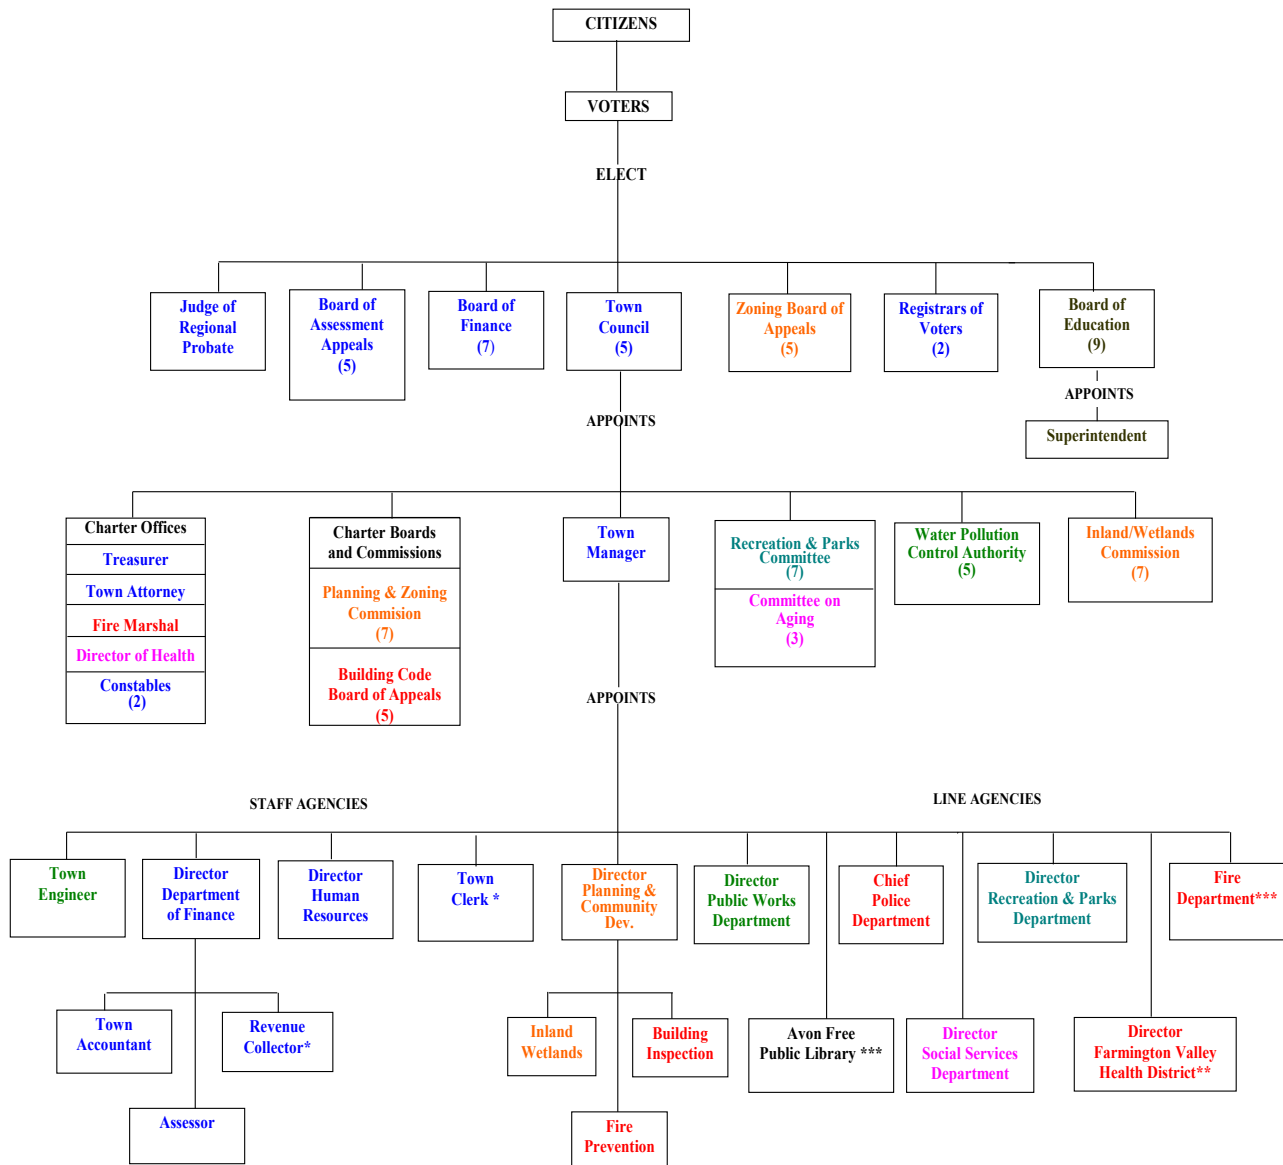 CITIZENS
VOTERS
ELECT
Judge of
Regional
Probate
Board of
Assessment
Appeals
(5)
Board of
Finance
(7)
Town
Council
(5)
Zoning Board of
Appeals
(5)
Registrars of
Voters
(2)
Board of
Education
(9)
APPOINTS
Superintendent
APPOINTS
Charter Offices
Treasurer
Town Attorney
Fire Marshal
Director of Health
Constables
(2)
Charter Boards
and Commissions
Planning & Zoning
Commision
(7)
Building Code
Board of Appeals
(5)
Town
Manager
Recreation & Parks
Committee
(7)
Committee on
Aging
(3)
Water Pollution
Control Authority
(5)
Inland/Wetlands
Commission
(7)
APPOINTS
STAFF AGENCIES
LINE AGENCIES
Town
Engineer
Director
Department
of Finance
Director
Human
Resources
Town
Clerk *
Director
Planning &
Community
Dev.
Director
Public Works
Department
Chief
Police
Department
Director
Recreation & Parks
Department
Fire
Department***
Town
Accountant
Revenue
Collector*
Assessor
Inland
Wetlands
Building
Inspection
Fire
Prevention
Avon Free
Public Library ***
Director
Social Services
Department
Director
Farmington Valley
Health District**